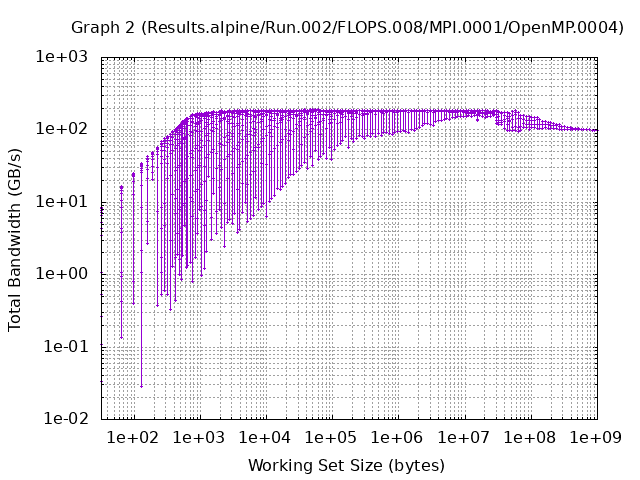 Graph 2 (Results.alpine/Run.002/FLOPS.008/MPI.0001/OpenMP.0004)
1e+03
1e+02
1e+01
1e+00
1e-01
1e-02
Total Bandwidth (GB/s)
1e+02 1e+03 1e+04 1e+05 1e+06 1e+07 1e+08 1e+09
Working Set Size (bytes)